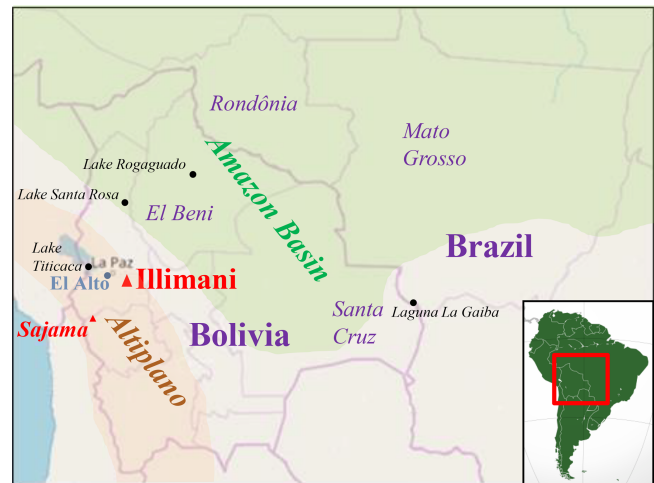 Rondônia
Mato
Grosso
Amazon Basin
Lake Rogaguado
Lake Santa Rosa
El Beni
Brazil
Lake
Titicaca
La Paz
El Alto
Illimani
Santa
Cruz
Laguna La Gaiba
Sajama
Altiplano
Bolivia